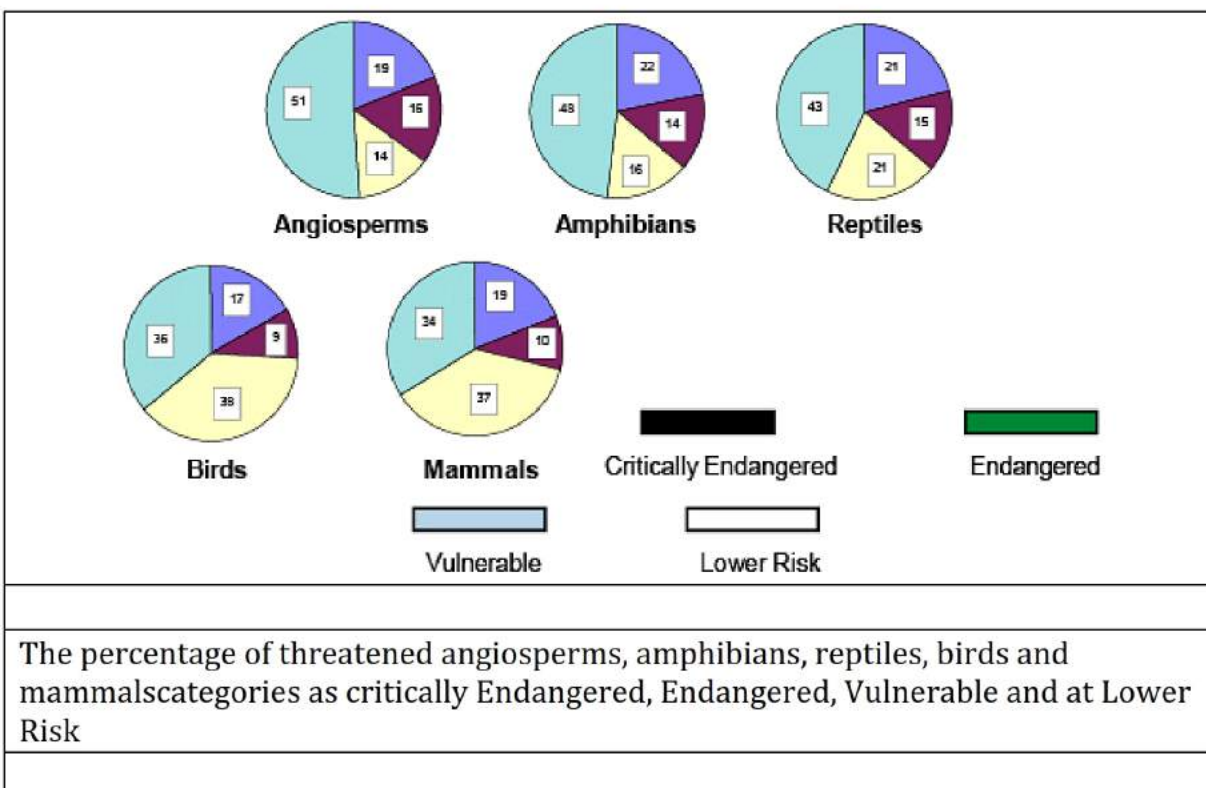 19
51
16
14
Angiosperms
22
48
14
16
Amphibians
21
43
15
21
Reptiles
17
36
9
38
Birds
19
34
10
37
Mammals
Critically Endangered
Endangered
Vulnerable
Lower Risk
The percentage of threatened angiosperms, amphibians, reptiles, birds and
mammalscategories as critically Endangered, Endangered, Vulnerable and at Lower
Risk